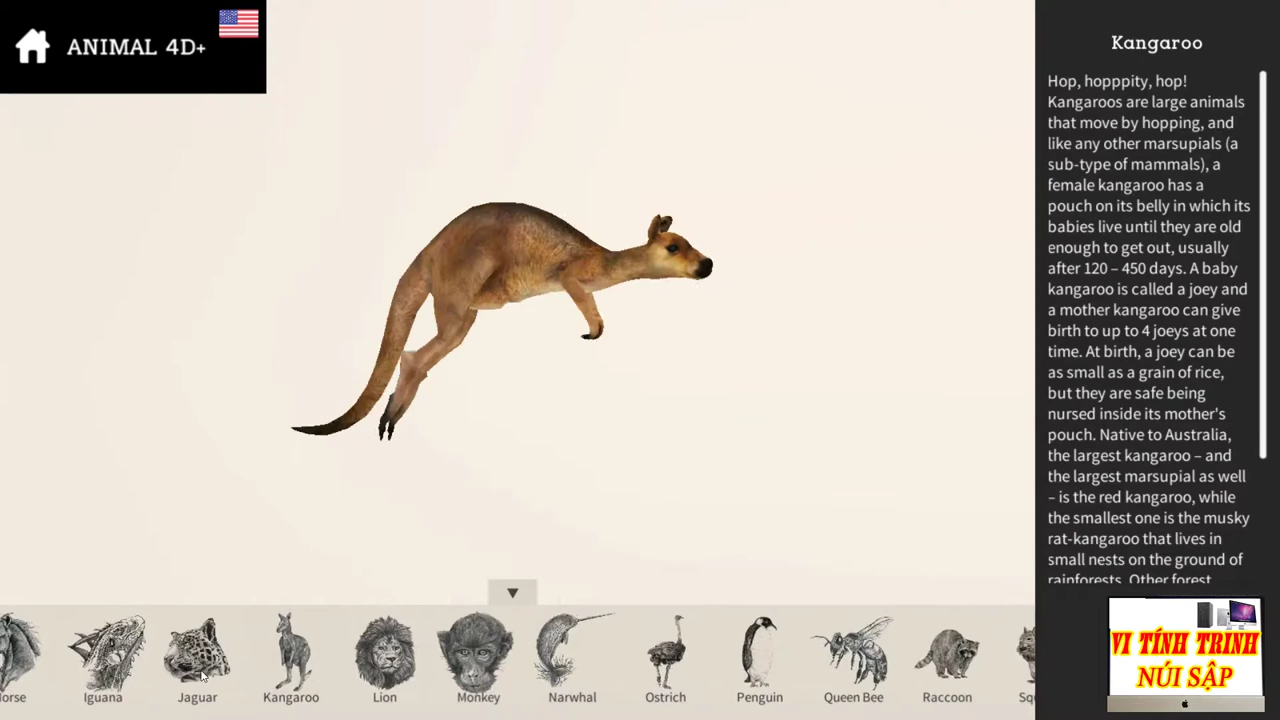 ANIMAL 4D+
Kangaroo
Hop, hopppity, hop!
Kangaroos are large animals
that move by hopping, and
like any other marsupials (a
sub-type of mammals), a
female kangaroo has a
pouch on its belly in which its
babies live until they are old
enough to get out, usually
after 120 – 450 days. A baby
kangaroo is called a joey and
a mother kangaroo can give
birth to up to 4 joeys at one
time. At birth, a joey can be
as small as a grain of rice,
but they are safe being
nursed inside its mother's
pouch. Native to Australia,
the largest kangaroo – and
the largest marsupial as well
– is the red kangaroo, while
the smallest one is the musky
rat-kangaroo that lives in
small nests on the ground of
rainforests. Other forest
orse
Iguana
Jaguar
Kangaroo
Lion
Monkey
Narwhal
Ostrich
Penguin
Queen Bee
Raccoon
Squ
VI TÍNH TRINH
NÚI SẬP